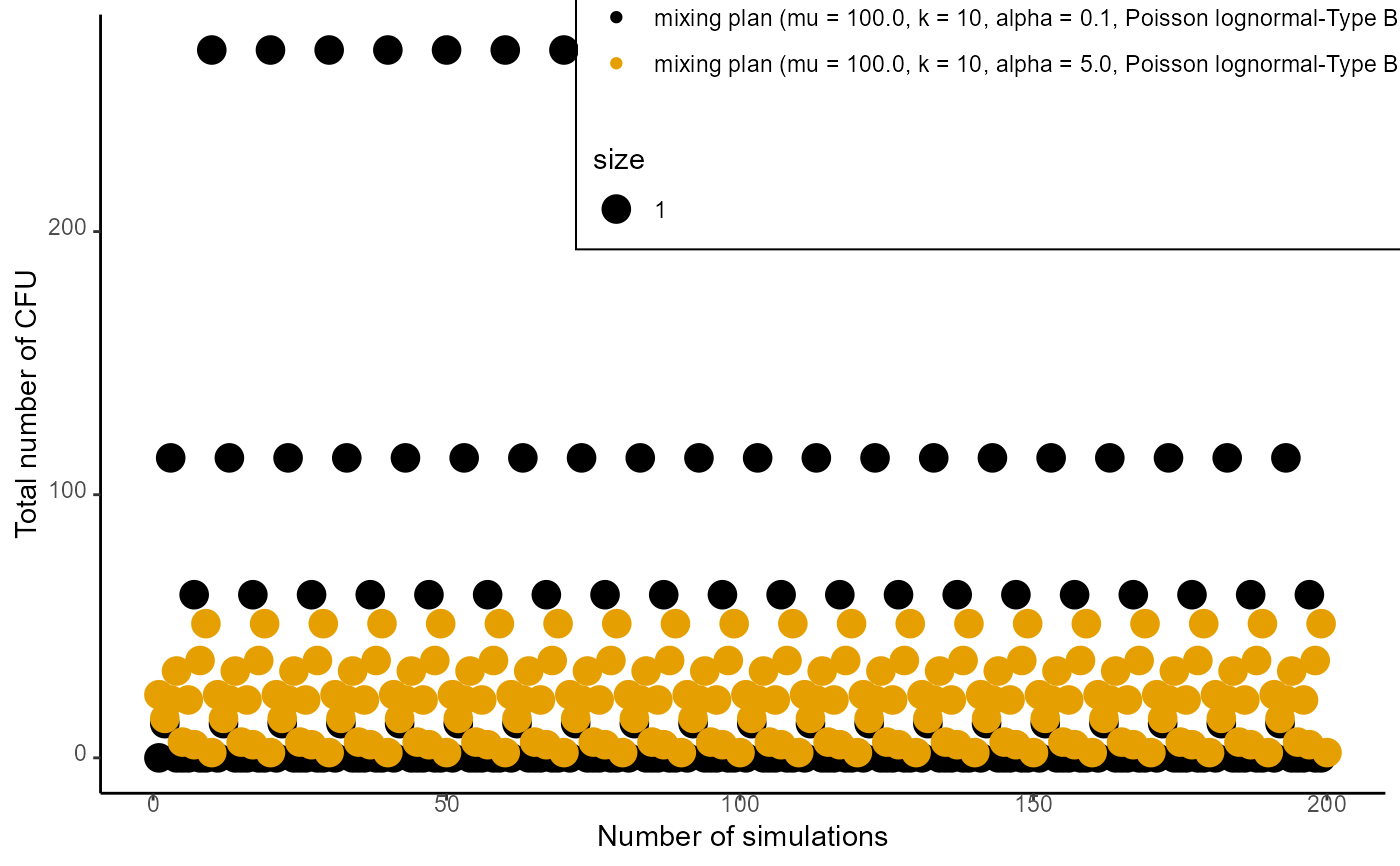 mixing plan (mu = 100.0, k = 10, alpha = 0.1, Poisson lognormal-Type B
mixing plan (mu = 100.0, k = 10, alpha = 5.0, Poisson lognormal-Type B
size
1
200
100
0
Total number of CFU
0
50
100
150
200
Number of simulations